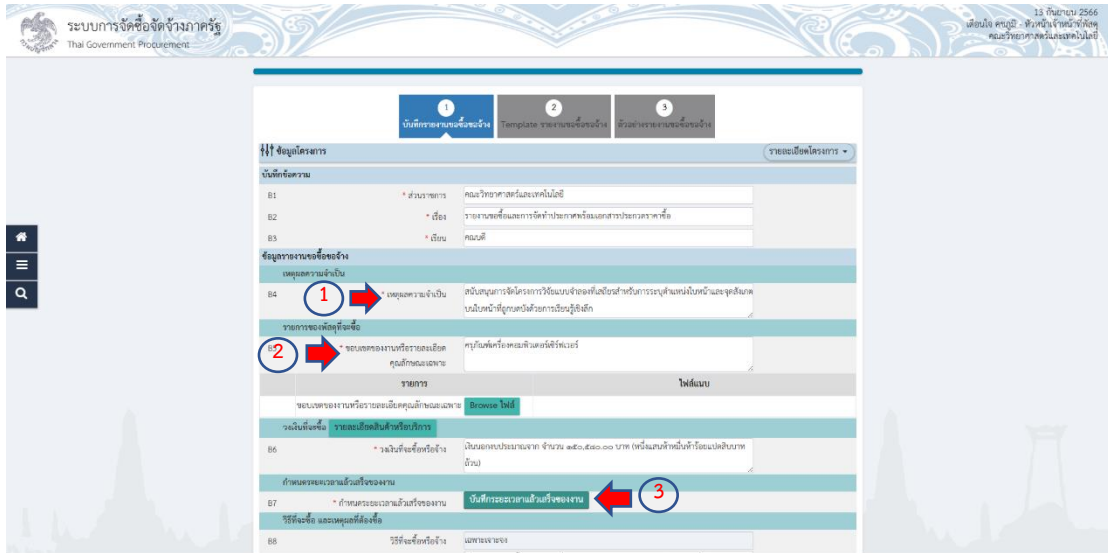 ระบบการจัดซื้อจัดจ้างภาครัฐ
Thai Government Procurement
13 กันยายน 2566
เตือนใจ คชภูมิ - หัวหน้าเจ้าหน้าที่พัสดุ
คณะวิทยาศาสตร์และเทคโนโลยี
1 2 3
บันทึกรายงานขอซื้อขอจ้าง Template รายงานขอซื้อขอจ้าง ตัวอย่างรายงานขอซื้อขอจ้าง
ข้อมูลโครงการ รายละเอียดโครงการ
บันทึกข้อความ
B1 * ส่วนราชการ คณะวิทยาศาสตร์และเทคโนโลยี
B2 * เรื่อง รายงานขอซื้อและการจัดทำประกาศพร้อมเอกสารประกวดราคาซื้อ
B3 * เรียน คณบดี
ข้อมูลรายงานขอซื้อขอจ้าง
เหตุผลความจำเป็น
B4 1 * เหตุผลความจำเป็น สนับสนุนการจัดโครงการวิจัยแบบจำลองที่เสถียรสำหรับการระบุตำแหน่งใบหน้าและจุดสังเกต
บนใบหน้าที่ถูกบดบังด้วยการเรียนรู้เชิงลึก
รายการของพัสดุที่จะซื้อ
B5 2 * ขอบเขตของงานหรือรายละเอียด ครุภัณฑ์เครื่องคอมพิวเตอร์เซิร์ฟเวอร์
คุณลักษณะเฉพาะ
รายการ ไฟล์แนบ
ขอบเขตของงานหรือรายละเอียดคุณลักษณะเฉพาะ Browse ไฟล์
วงเงินที่จะซื้อ รายละเอียดสินค้าหรือบริการ
B6 * วงเงินที่จะซื้อหรือจ้าง เงินนอกงบประมาณจาก จำนวน ๑๕๐,๕๘๐.๐๐ บาท (หนึ่งแสนห้าหมื่นห้าร้อยแปดสิบบาท
ถ้วน)
กำหนดระยะเวลาแล้วเสร็จของงาน
B7 * กำหนดระยะเวลาแล้วเสร็จของงาน บันทึกระยะเวลาแล้วเสร็จของงาน 3
วิธีที่จะซื้อ และเหตุผลที่ต้องซื้อ
B8 วิธีที่จะซื้อหรือจ้าง เฉพาะเจาะจง